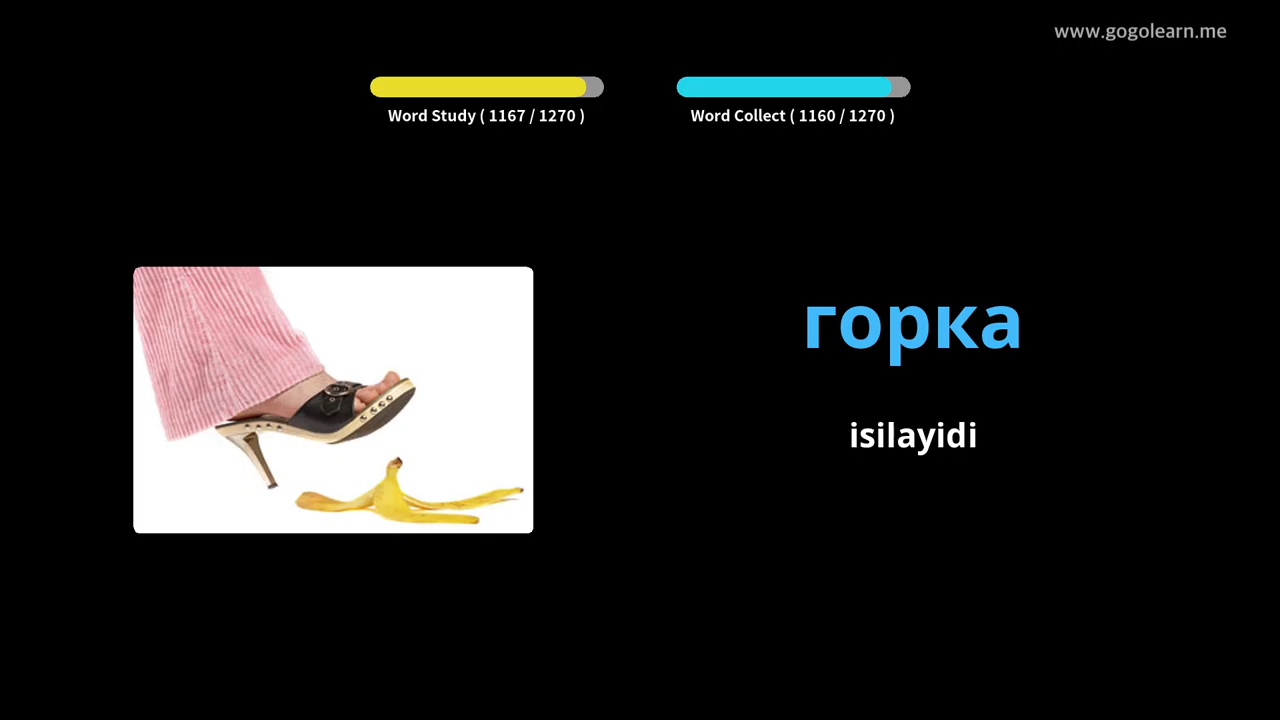 www.gogolearn.me
Word Study ( 1167 / 1270 )
Word Collect ( 1160 / 1270 )
горка
isilayidi